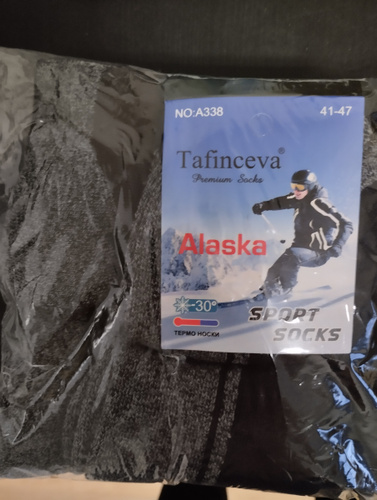 NO:A338 41-47
Tafinceva®
Premium Socks
Alaska
-30°
ТЕРМО НОСКИ
SPORT
SOCKS